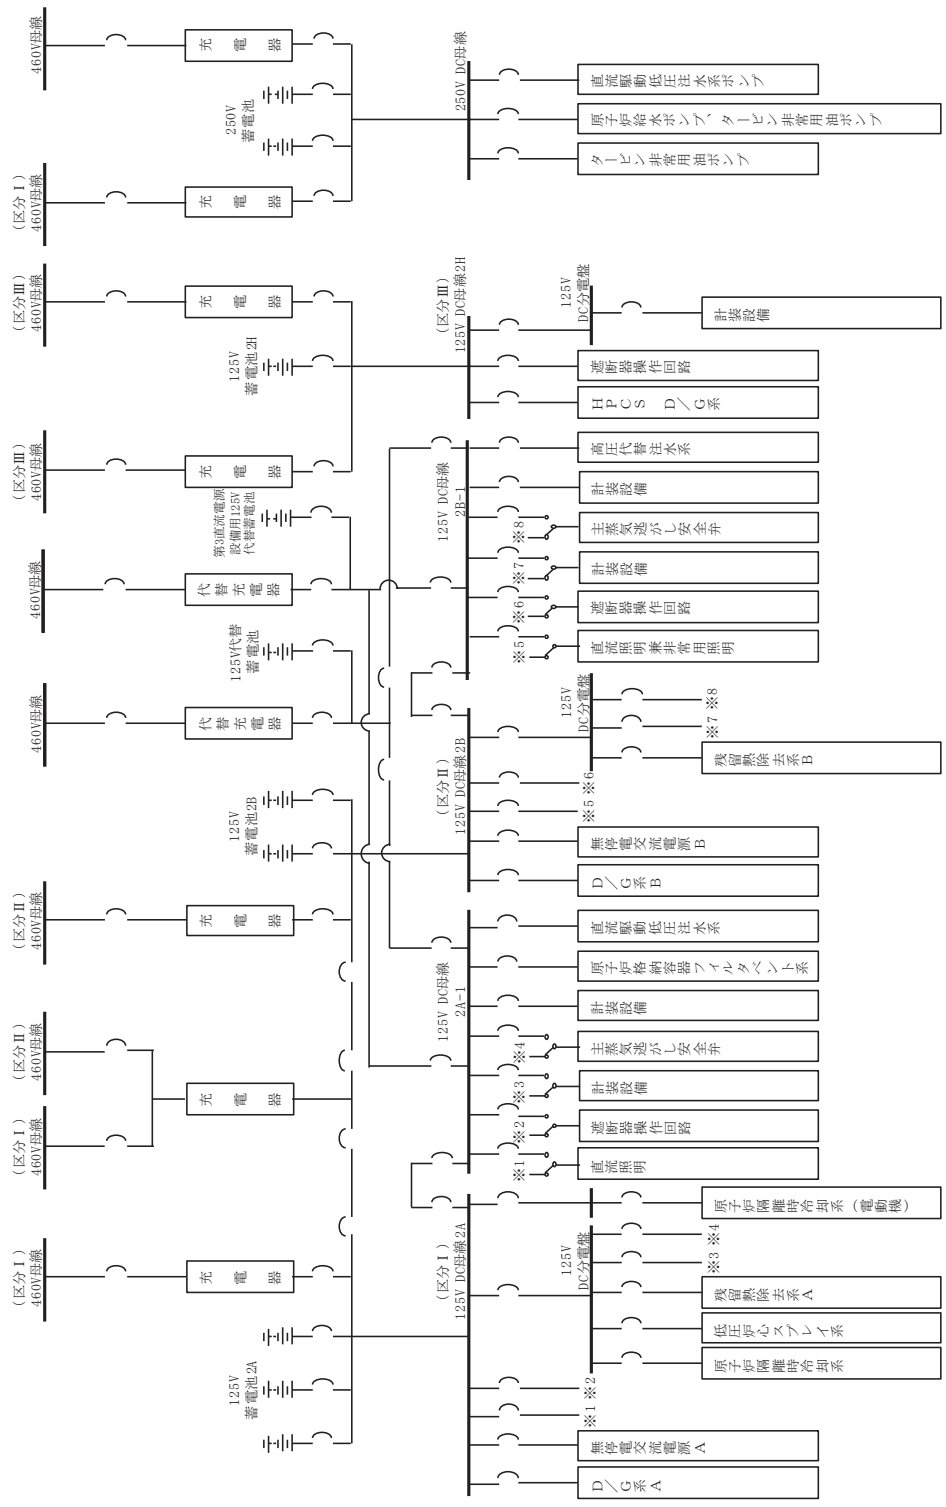 (区分Ⅰ)
460V母線
(区分Ⅰ)
460V母線
(区分Ⅱ)
460V母線
(区分Ⅱ)
460V母線
460V母線
460V母線
(区分Ⅲ)
460V母線
(区分Ⅲ)
460V母線
(区分Ⅰ)
460V母線
460V母線
充電器
充電器
充電器
代替充電器
代替充電器
充電器
充電器
充電器
充電器
125V
蓄電池2A
125V
蓄電池2B
125V代替
蓄電池
第3直流電源
設備用125V
代替蓄電池
125V
蓄電池2H
250V
蓄電池
(区分Ⅰ)
125V DC母線2A
125V DC母線
2A-1
(区分Ⅱ)
125V DC母線2B
125V DC母線
2B-1
(区分Ⅲ)
125V DC母線2H
250V DC母線
※1
※2
※3
※4
※5
※6
※7
※8
D/G系A
無停電交流電源A
※1
※2
125V
DC分電盤
直流照明
遮断器操作回路
計装設備
主蒸気逃がし安全弁
計装設備
原子炉格納容器フィルタベント系
直流駆動低圧注水系
D/G系B
無停電交流電源B
※5
※6
125V
DC分電盤
直流照明兼非常用照明
遮断器操作回路
計装設備
主蒸気逃がし安全弁
計装設備
高圧代替注水系
HPCS D/G系
遮断器操作回路
125V
DC分電盤
タービン非常用油ポンプ
原子炉給水ポンプ、タービン非常用油ポンプ
直流駆動低圧注水系ポンプ
原子炉隔離時冷却系
低圧炉心スプレイ系
残留熱除去系A
※3
※4
原子炉隔離時冷却系(電動機)
残留熱除去系B
※7
※8
計装設備